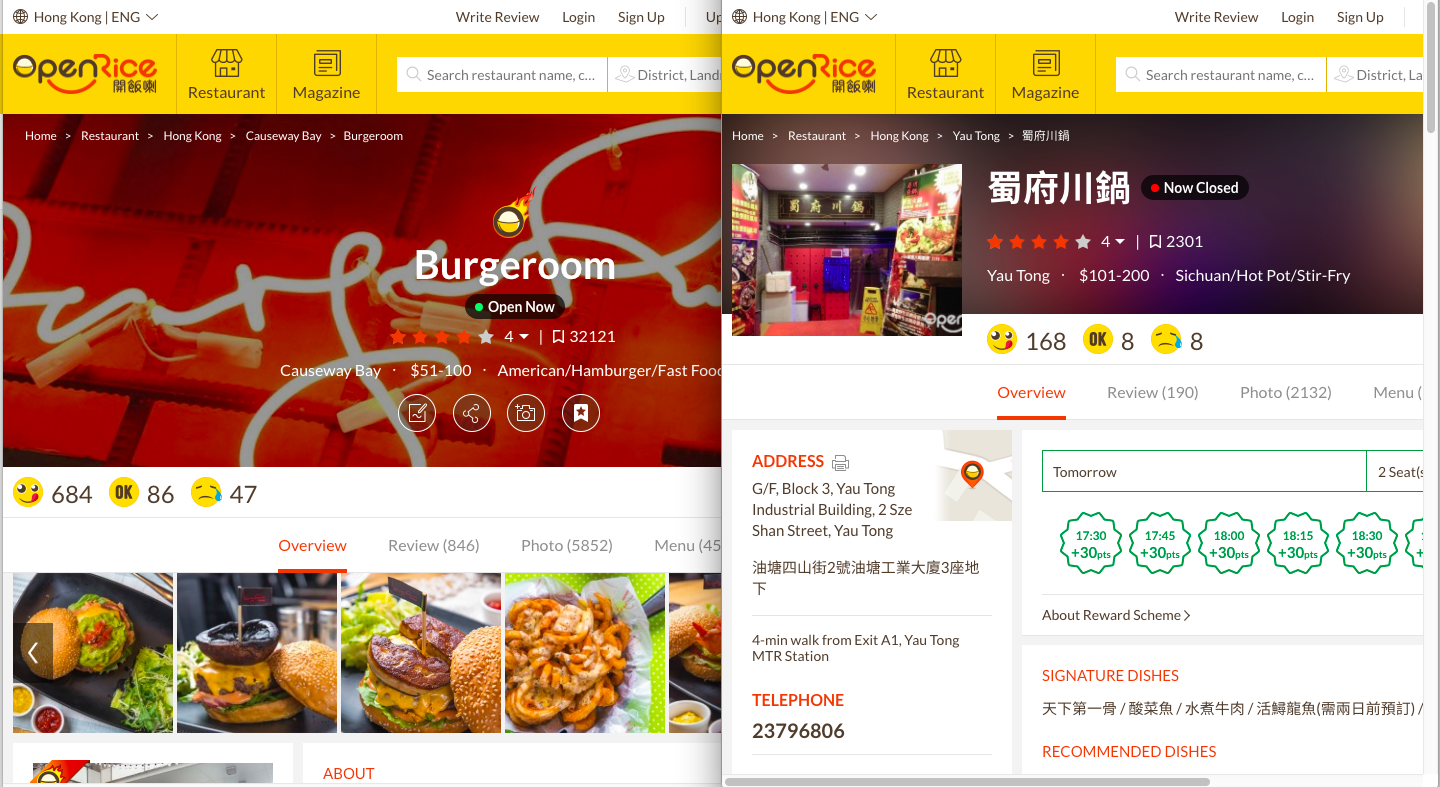 Hong Kong | ENG
Write Review
Login
Sign Up
Up
OpenRice
開飯喇
Restaurant
Magazine
Search restaurant name, c...
District, Landr
Home > Restaurant > Hong Kong > Causeway Bay > Burgeroom
Burgeroom
Open Now
4 | 32121
Causeway Bay · $51-100 · American/Hamburger/Fast Food
684 OK 86 47
Overview
Review (846)
Photo (5852)
Menu (45
ABOUT
Hong Kong | ENG
Write Review
Login
Sign Up
OpenRice
開飯喇
Restaurant
Magazine
Search restaurant name, c...
District, La
Home > Restaurant > Hong Kong > Yau Tong > 蜀府川鍋
蜀府川鍋
OpenRice
蜀府川鍋
Now Closed
4 | 2301
Yau Tong · $101-200 · Sichuan/Hot Pot/Stir-Fry
168 OK 8 8
Overview
Review (190)
Photo (2132)
Menu (
ADDRESS
G/F, Block 3, Yau Tong
Industrial Building, 2 Sze
Shan Street, Yau Tong
油塘四山街2號油塘工業大廈3座地
下
4-min walk from Exit A1, Yau Tong
MTR Station
TELEPHONE
23796806
Tomorrow
2 Seat(s
17:30
+30pts
17:45
+30pts
18:00
+30pts
18:15
+30pts
18:30
+30pts
About Reward Scheme >
SIGNATURE DISHES
天下第一骨 / 酸菜魚 / 水煮牛肉 / 活鱘龍魚(需兩日前預訂) /
RECOMMENDED DISHES